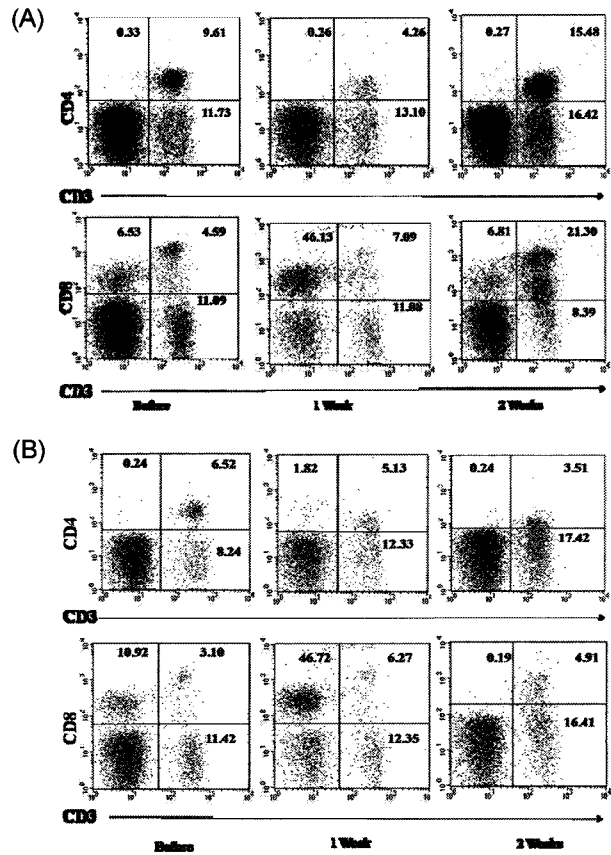 (A)
0.33 9.61 0.26 4.26 0.27 15.48
CD4
11.73 13.10 16.42
CD3
6.53 4.59 46.13 7.09 6.81 21.30
CD8
11.09 11.08 8.39
CD3
Before 1 Week 2 Weeks
(B)
0.24 6.52 1.82 5.13 0.24 3.51
CD4
8.24 12.33 17.42
CD3
10.92 3.10 46.72 6.27 0.19 4.91
CD8
11.42 12.35 16.41
CD3
Before 1 Week 2 Weeks